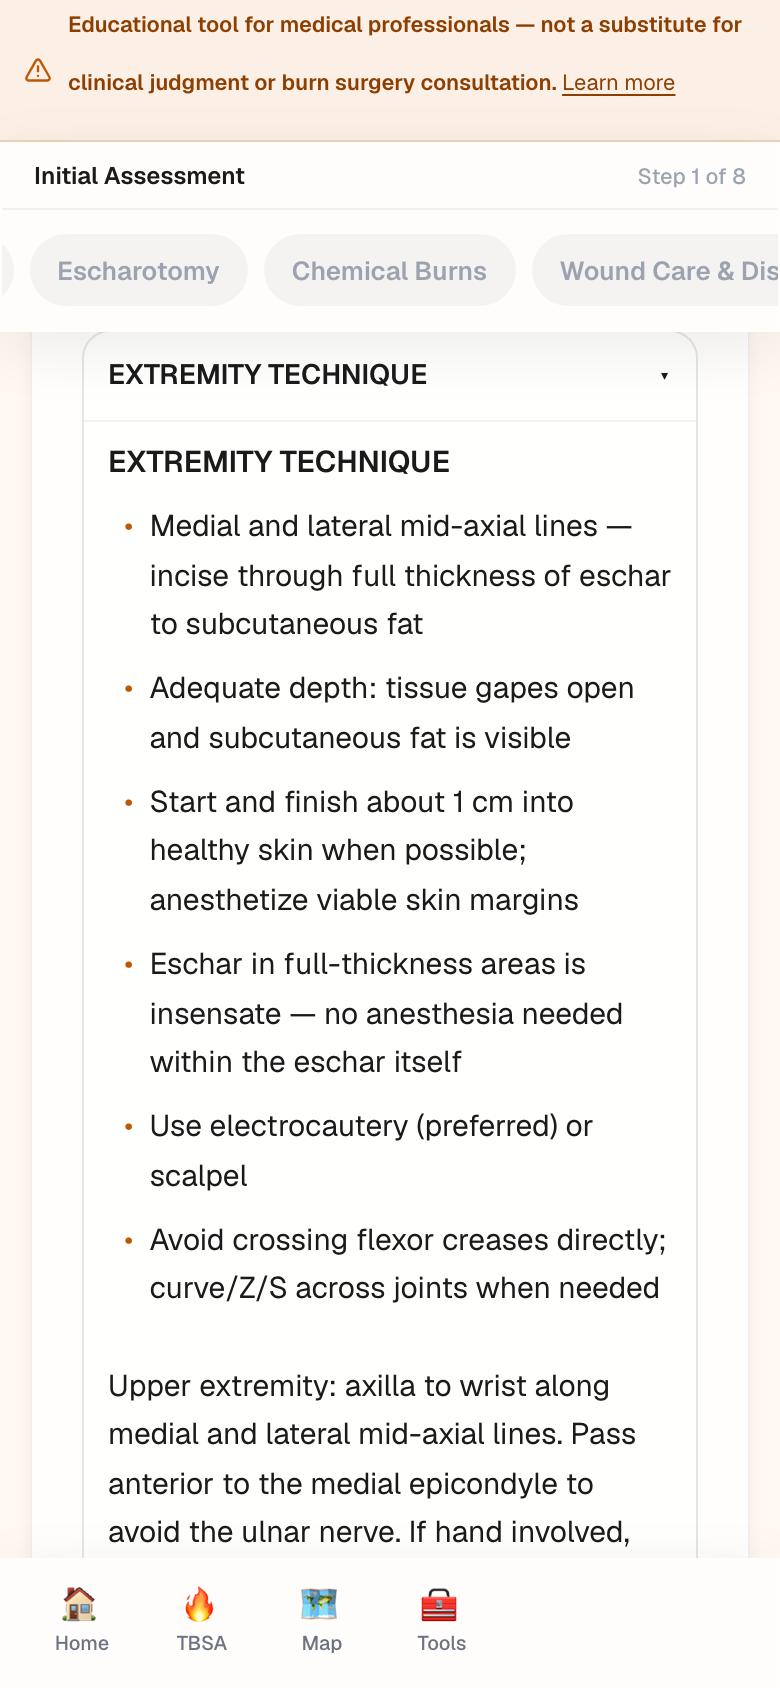 Educational tool for medical professionals — not a substitute for
clinical judgment or burn surgery consultation. Learn more
Initial Assessment
Step 1 of 8
Escharotomy
Chemical Burns
Wound Care & Dis
EXTREMITY TECHNIQUE
EXTREMITY TECHNIQUE
• Medial and lateral mid-axial lines —
incise through full thickness of eschar
to subcutaneous fat
• Adequate depth: tissue gapes open
and subcutaneous fat is visible
• Start and finish about 1 cm into
healthy skin when possible;
anesthetize viable skin margins
• Eschar in full-thickness areas is
insensate — no anesthesia needed
within the eschar itself
• Use electrocautery (preferred) or
scalpel
• Avoid crossing flexor creases directly;
curve/Z/S across joints when needed
Upper extremity: axilla to wrist along
medial and lateral mid-axial lines. Pass
anterior to the medial epicondyle to
avoid the ulnar nerve. If hand involved,
Home
TBSA
Map
Tools